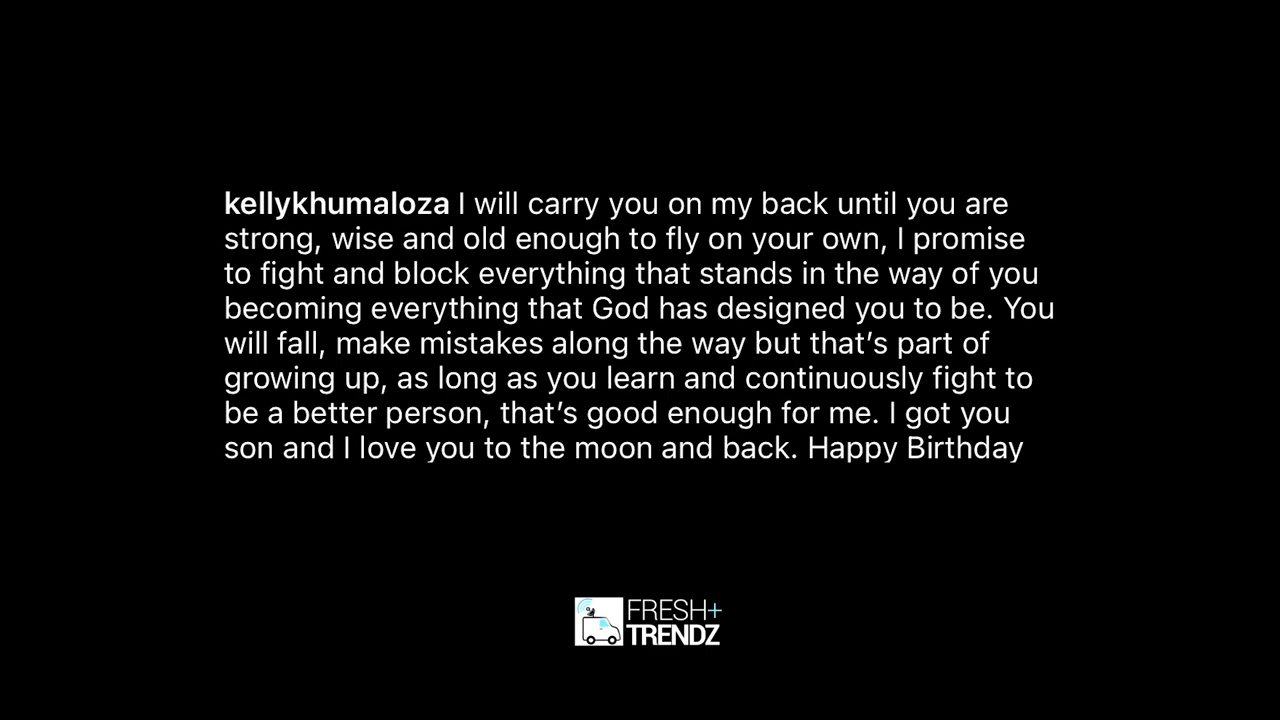 kellykhumaloza I will carry you on my back until you are
strong, wise and old enough to fly on your own, I promise
to fight and block everything that stands in the way of you
becoming everything that God has designed you to be. You
will fall, make mistakes along the way but that’s part of
growing up, as long as you learn and continuously fight to
be a better person, that’s good enough for me. I got you
son and I love you to the moon and back. Happy Birthday
FRESH+
TRENDZ